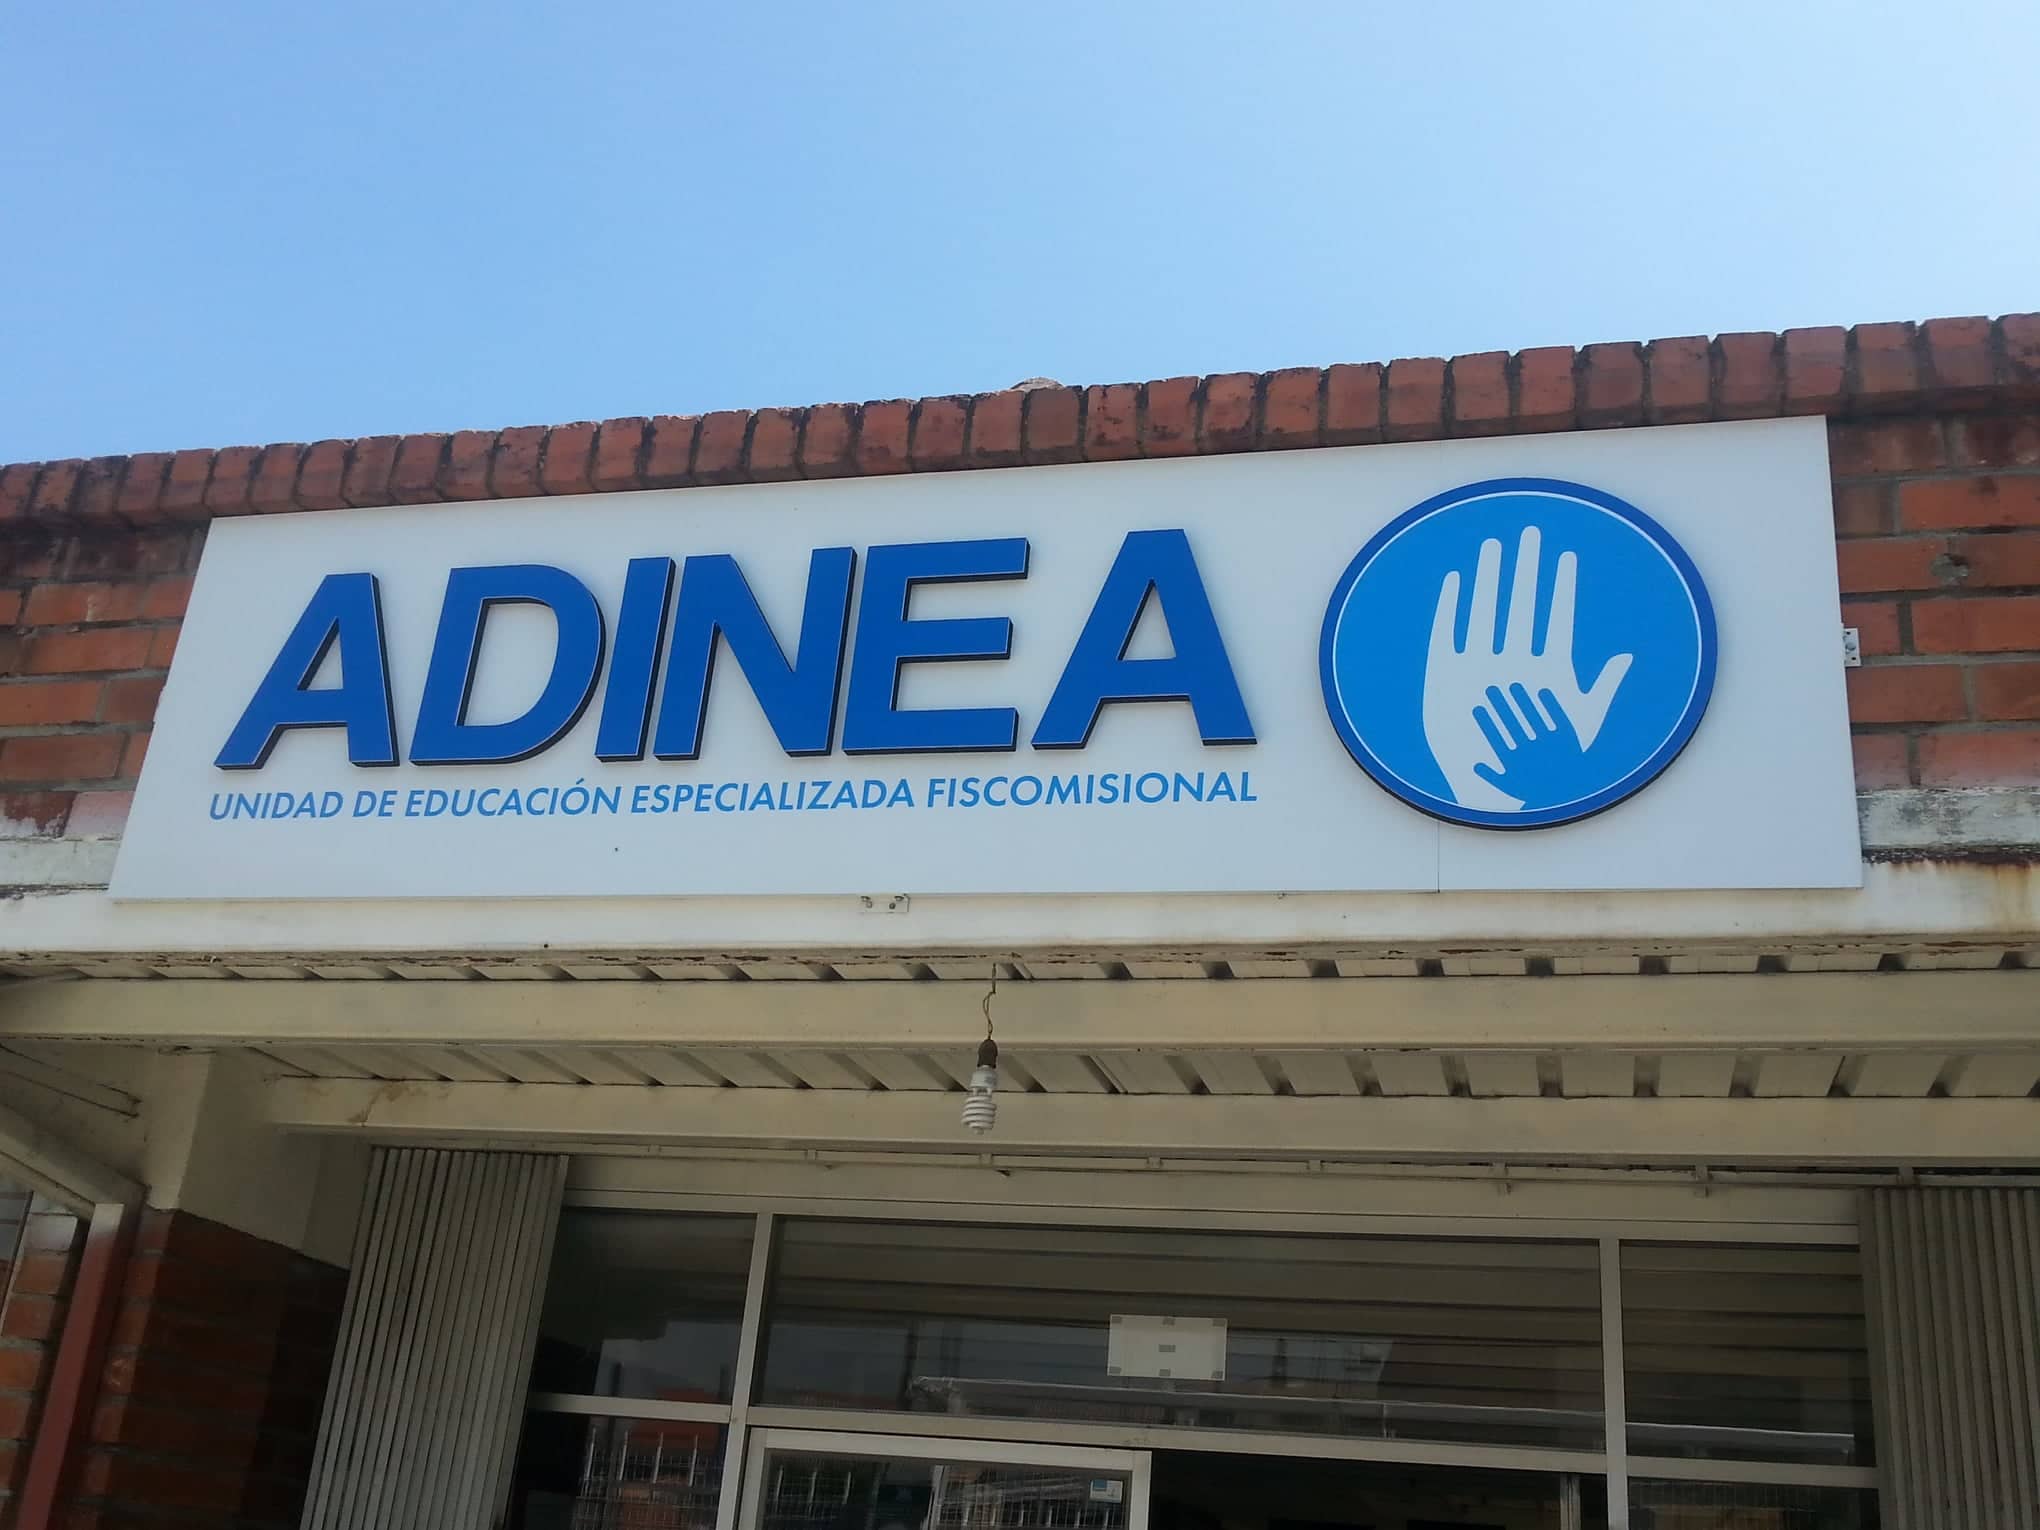 ADINEA
UNIDAD DE EDUCACIÓN ESPECIALIZADA FISCOMISIONAL